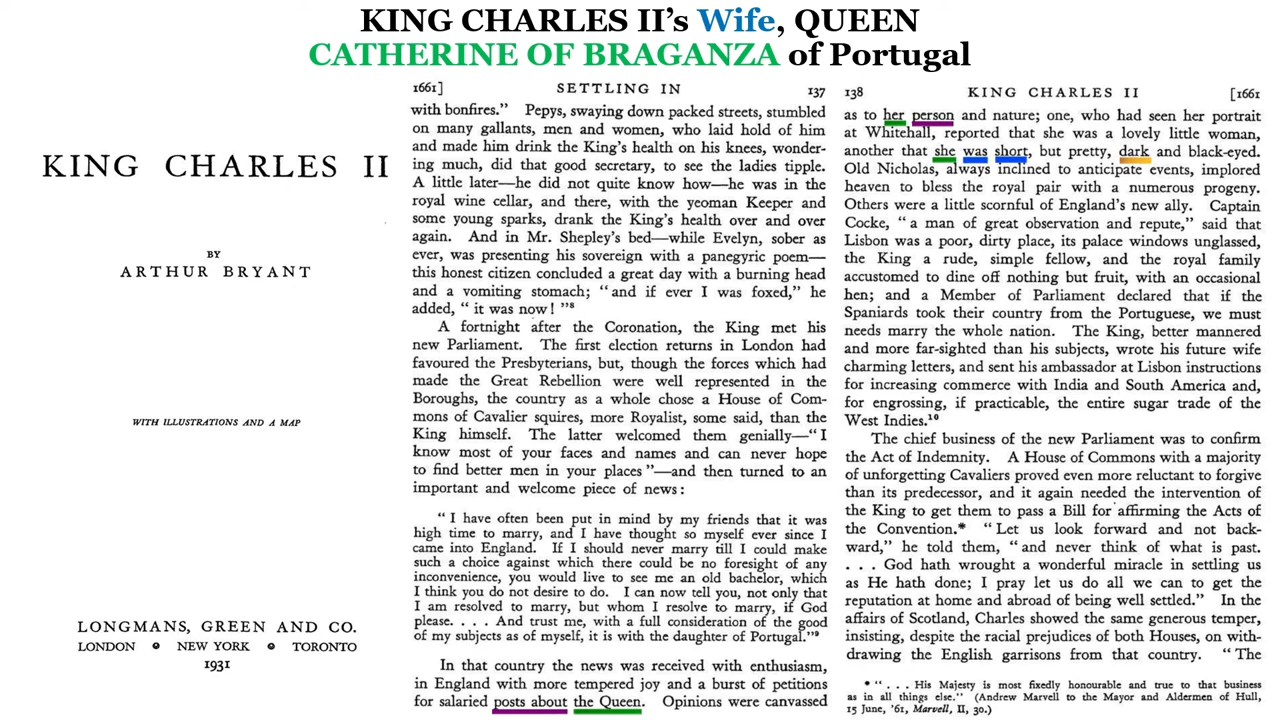 KING CHARLES II's Wife, QUEEN
CATHERINE OF BRAGANZA of Portugal
KING CHARLES II
BY
ARTHUR BRYANT
WITH ILLUSTRATIONS AND A MAP
LONGMANS, GREEN AND CO.
LONDON • NEW YORK • TORONTO
1931
1661] SETTLING IN 137
with bonfires." Pepys, swaying down packed streets, stumbled
on many gallants, men and women, who laid hold of him
and made him drink the King's health on his knees, wonder-
ing much, did that good secretary, to see the ladies tipple.
A little later—he did not quite know how—he was in the
royal wine cellar, and there, with the yeoman Keeper and
some young sparks, drank the King's health over and over
again. And in Mr. Shepley's bed—while Evelyn, sober as
ever, was presenting his sovereign with a panegyric poem—
this honest citizen concluded a great day with a burning head
and a vomiting stomach; "and if ever I was foxed," he
added, "it was now!"⁸
A fortnight after the Coronation, the King met his
new Parliament. The first election returns in London had
favoured the Presbyterians, but, though the forces which had
made the Great Rebellion were well represented in the
Boroughs, the country as a whole chose a House of Com-
mons of Cavalier squires, more Royalist, some said, than the
King himself. The latter welcomed them genially—"I
know most of your faces and names and can never hope
to find better men in your places"—and then turned to an
important and welcome piece of news:
"I have often been put in mind by my friends that it was
high time to marry, and I have thought so myself ever since I
came into England. If I should never marry till I could make
such a choice against which there could be no foresight of any
inconvenience, you would live to see me an old bachelor, which
I think you do not desire to do. I can now tell you, not only that
I am resolved to marry, but whom I resolve to marry, if God
please. . . . And trust me, with a full consideration of the good
of my subjects as of myself, it is with the daughter of Portugal."⁹
In that country the news was received with enthusiasm,
in England with more tempered joy and a burst of petitions
for salaried posts about the Queen. Opinions were canvassed
138 KING CHARLES II [1661
as to her person and nature; one, who had seen her portrait
at Whitehall, reported that she was a lovely little woman,
another that she was short, but pretty, dark and black-eyed.
Old Nicholas, always inclined to anticipate events, implored
heaven to bless the royal pair with a numerous progeny.
Others were a little scornful of England's new ally. Captain
Cocke, "a man of great observation and repute," said that
Lisbon was a poor, dirty place, its palace windows unglassed,
the King a rude, simple fellow, and the royal family
accustomed to dine off nothing but fruit, with an occasional
hen; and a Member of Parliament declared that if the
Spaniards took their country from the Portuguese, we must
needs marry the whole nation. The King, better mannered
and more far-sighted than his subjects, wrote his future wife
charming letters, and sent his ambassador at Lisbon instructions
for increasing commerce with India and South America and,
for engrossing, if practicable, the entire sugar trade of the
West Indies.¹⁰
The chief business of the new Parliament was to confirm
the Act of Indemnity. A House of Commons with a majority
of unforgetting Cavaliers proved even more reluctant to forgive
than its predecessor, and it again needed the intervention of
the King to get them to pass a Bill for affirming the Acts of
the Convention.* "Let us look forward and not back-
ward," he told them, "and never think of what is past.
. . . God hath wrought a wonderful miracle in settling us
as He hath done; I pray let us do all we can to get the
reputation at home and abroad of being well settled." In the
affairs of Scotland, Charles showed the same generous temper,
insisting, despite the racial prejudices of both Houses, on with-
drawing the English garrisons from that country. "The
* ". . . His Majesty is most fixedly honourable and true to that business
as in all things else." (Andrew Marvell to the Mayor and Aldermen of Hull,
15 June, '61, Marvell, II, 30.)